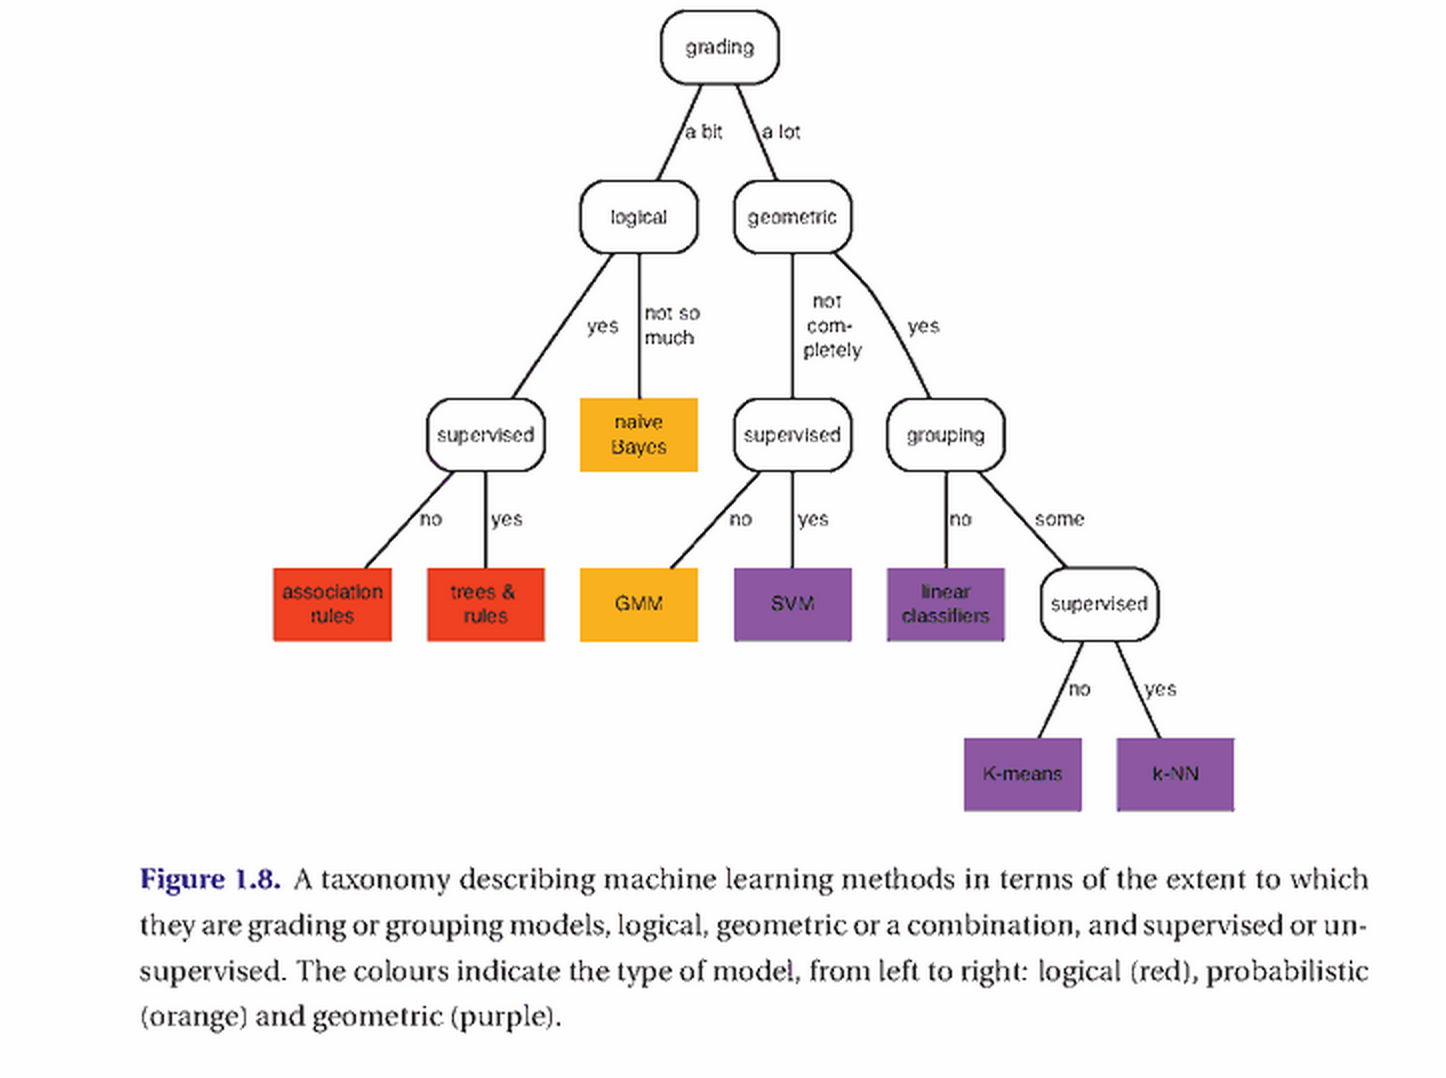 grading
a bit
a lot
logical
geometric
yes
not so
much
not
com-
pletely
yes
supervised
naive
Bayes
supervised
grouping
no
yes
no
yes
no
some
association
rules
trees &
rules
GMM
SVM
linear
classifiers
supervised
no
yes
K-means
k-NN
Figure 1.8. A taxonomy describing machine learning methods in terms of the extent to which
they are grading or grouping models, logical, geometric or a combination, and supervised or un-
supervised. The colours indicate the type of model, from left to right: logical (red), probabilistic
(orange) and geometric (purple).